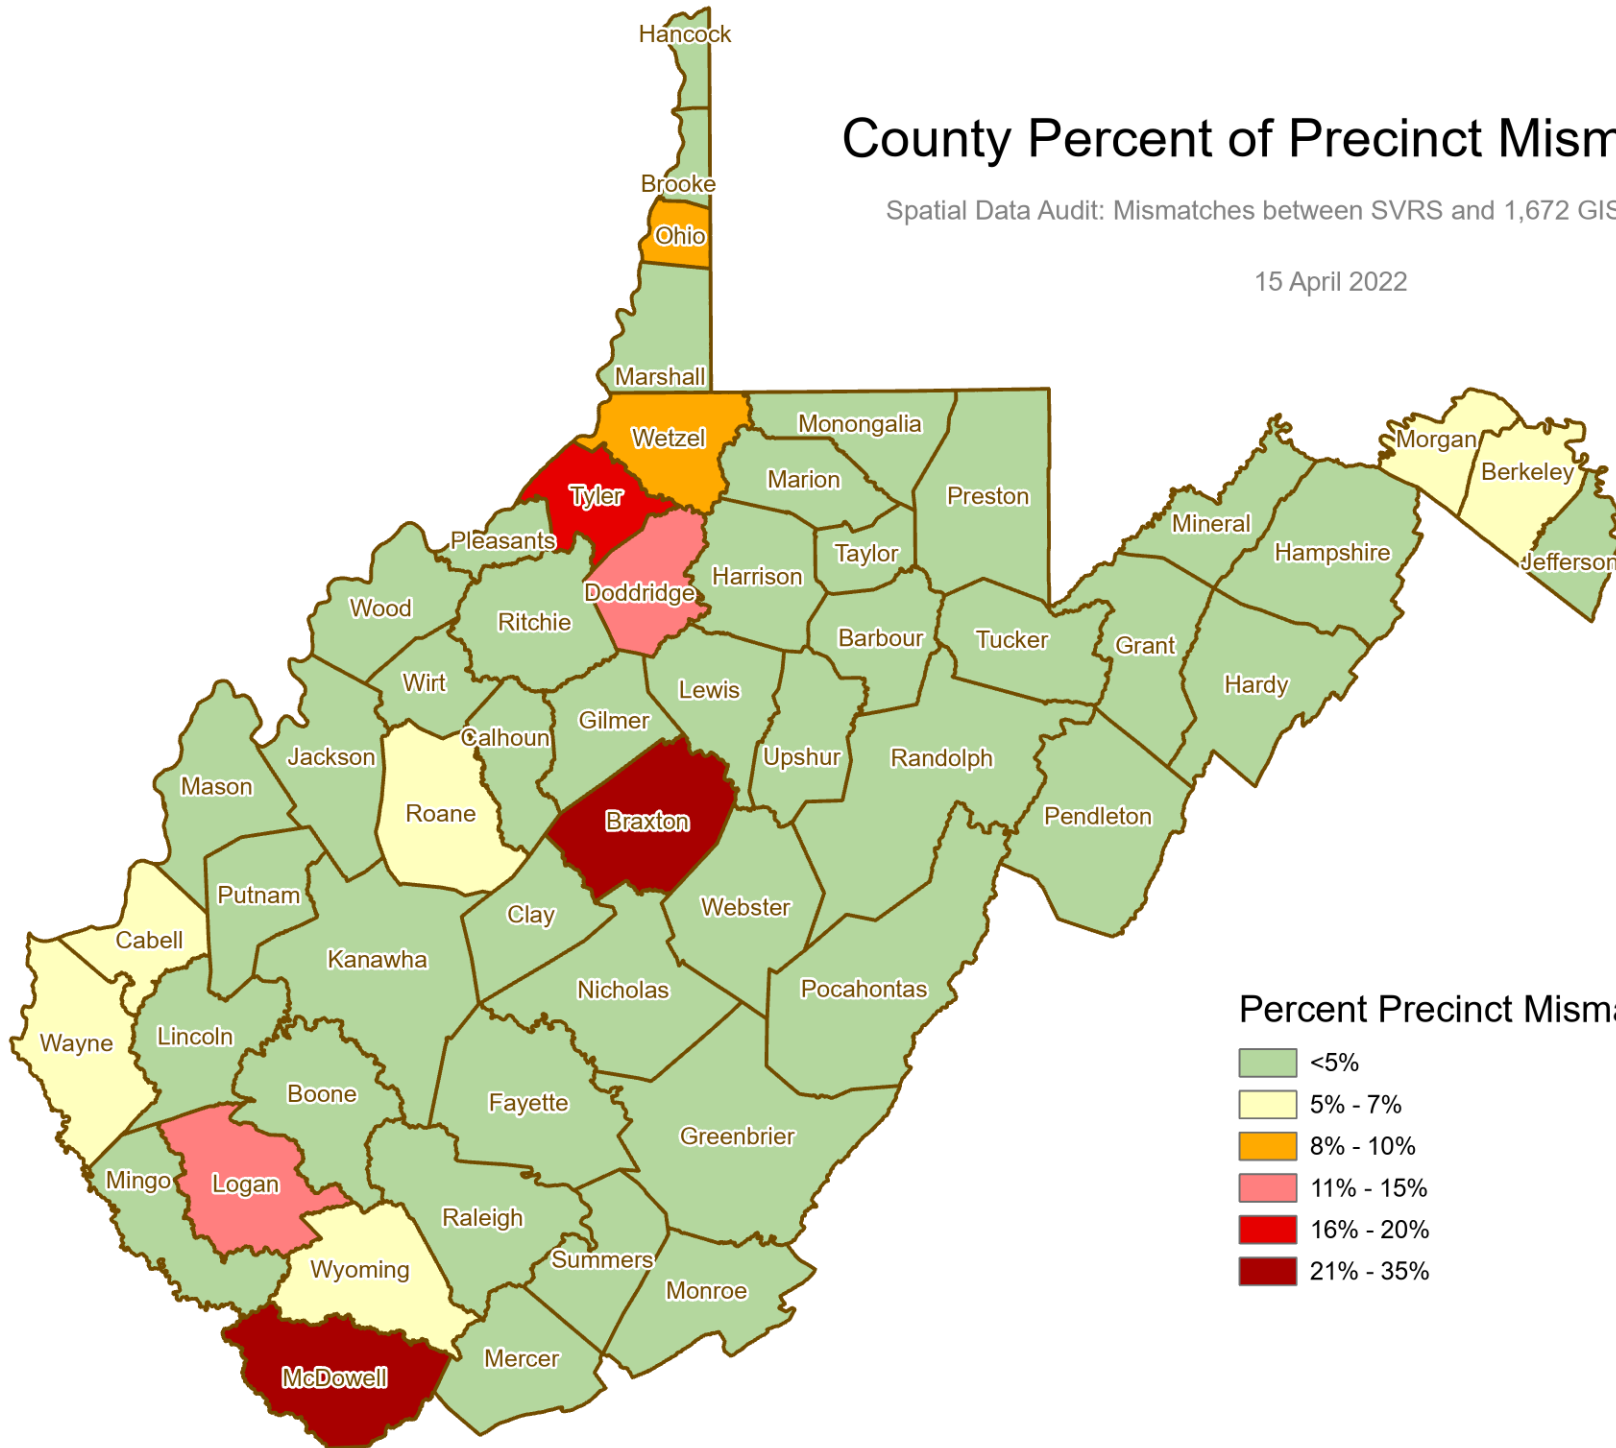 Hancock
County Percent of Precinct Mism
Brooke
Spatial Data Audit: Mismatches between SVRS and 1,672 GIS
Ohio
15 April 2022
Marshall
Wetzel
Monongalia
Morgan
Berkeley
Marion
Tyler
Preston
Mineral
Pleasants
Taylor
Hampshire
Jefferson
Harrison
Doddridge
Wood
Ritchie
Barbour
Tucker
Grant
Wirt
Lewis
Hardy
Gilmer
Calhoun
Jackson
Upshur
Randolph
Mason
Roane
Braxton
Pendleton
Putnam
Clay
Webster
Cabell
Kanawha
Nicholas
Pocahontas
Percent Precinct Misma
Lincoln
Wayne
<5%
Boone
Fayette
5% - 7%
Greenbrier
8% - 10%
Mingo
Logan
11% - 15%
Raleigh
16% - 20%
Summers
Wyoming
21% - 35%
Monroe
Mercer
McDowell